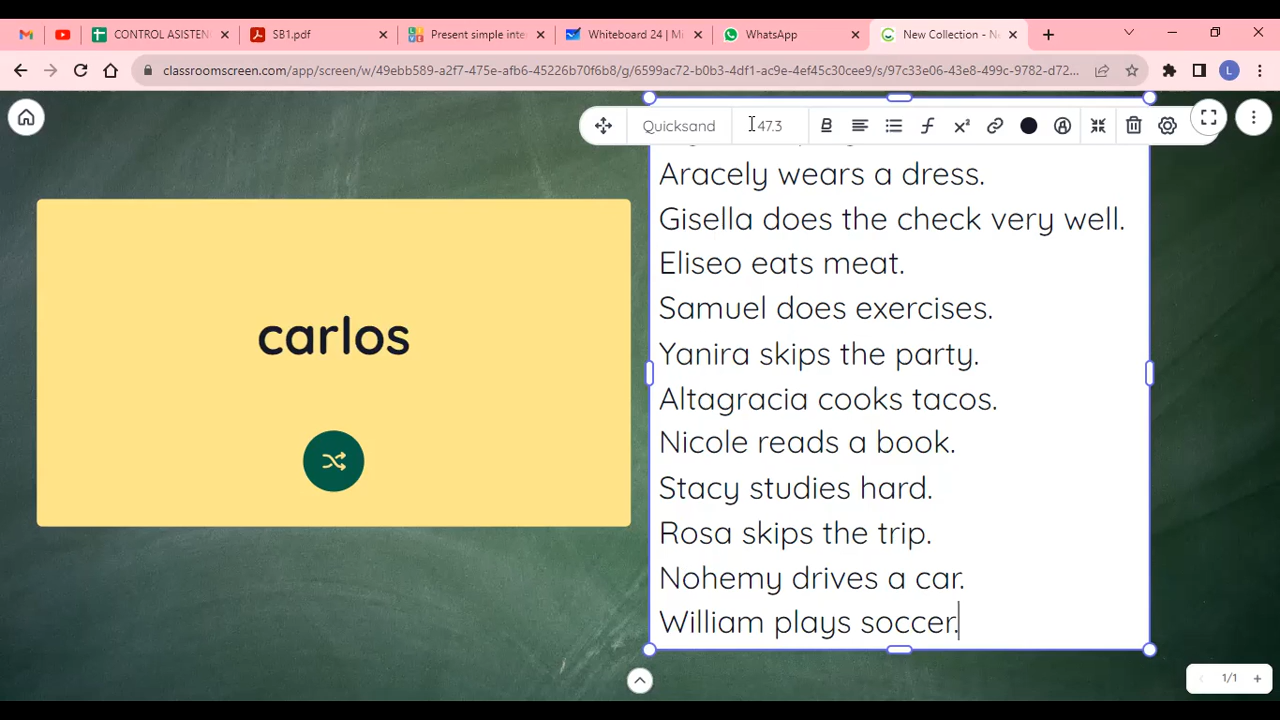 CONTROL ASISTEN
SB1.pdf
Present simple inte
Whiteboard 24 | Mi
WhatsApp
New Collection - N
classroomscreen.com/app/screen/w/49ebb589-a2f7-475e-afb6-45226b70f6b8/g/6599ac72-b0b3-4df1-ac9e-4ef45c30cee9/s/97c33e06-43e8-499c-9782-d72...
L
Quicksand
47.3
B
x²
A
Aracely wears a dress.
Gisella does the check very well.
Eliseo eats meat.
Samuel does exercises.
Yanira skips the party.
Altagracia cooks tacos.
Nicole reads a book.
Stacy studies hard.
Rosa skips the trip.
Nohemy drives a car.
William plays soccer.
carlos
1/1